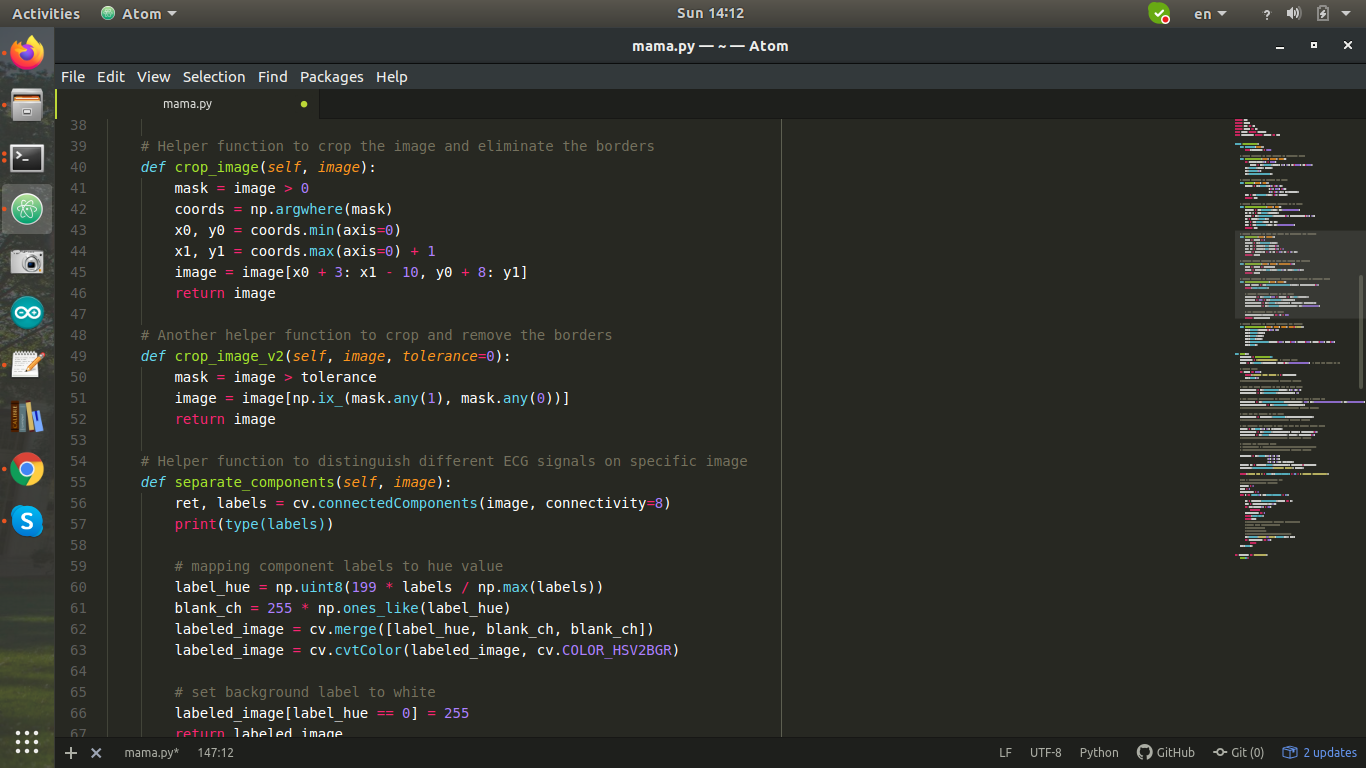 Activities Atom Sun 14:12 en ?
mama.py — ~ — Atom
File Edit View Selection Find Packages Help
mama.py
38
39 # Helper function to crop the image and eliminate the borders
40 def crop_image(self, image):
41 mask = image > 0
42 coords = np.argwhere(mask)
43 x0, y0 = coords.min(axis=0)
44 x1, y1 = coords.max(axis=0) + 1
45 image = image[x0 + 3: x1 - 10, y0 + 8: y1]
46 return image
47
48 # Another helper function to crop and remove the borders
49 def crop_image_v2(self, image, tolerance=0):
50 mask = image > tolerance
51 image = image[np.ix_(mask.any(1), mask.any(0))]
52 return image
53
54 # Helper function to distinguish different ECG signals on specific image
55 def separate_components(self, image):
56 ret, labels = cv.connectedComponents(image, connectivity=8)
57 print(type(labels))
58
59 # mapping component labels to hue value
60 label_hue = np.uint8(199 * labels / np.max(labels))
61 blank_ch = 255 * np.ones_like(label_hue)
62 labeled_image = cv.merge([label_hue, blank_ch, blank_ch])
63 labeled_image = cv.cvtColor(labeled_image, cv.COLOR_HSV2BGR)
64
65 # set background label to white
66 labeled_image[label_hue == 0] = 255
67 return labeled_image
mama.py* 147:12 LF UTF-8 Python GitHub Git (0) 2 updates